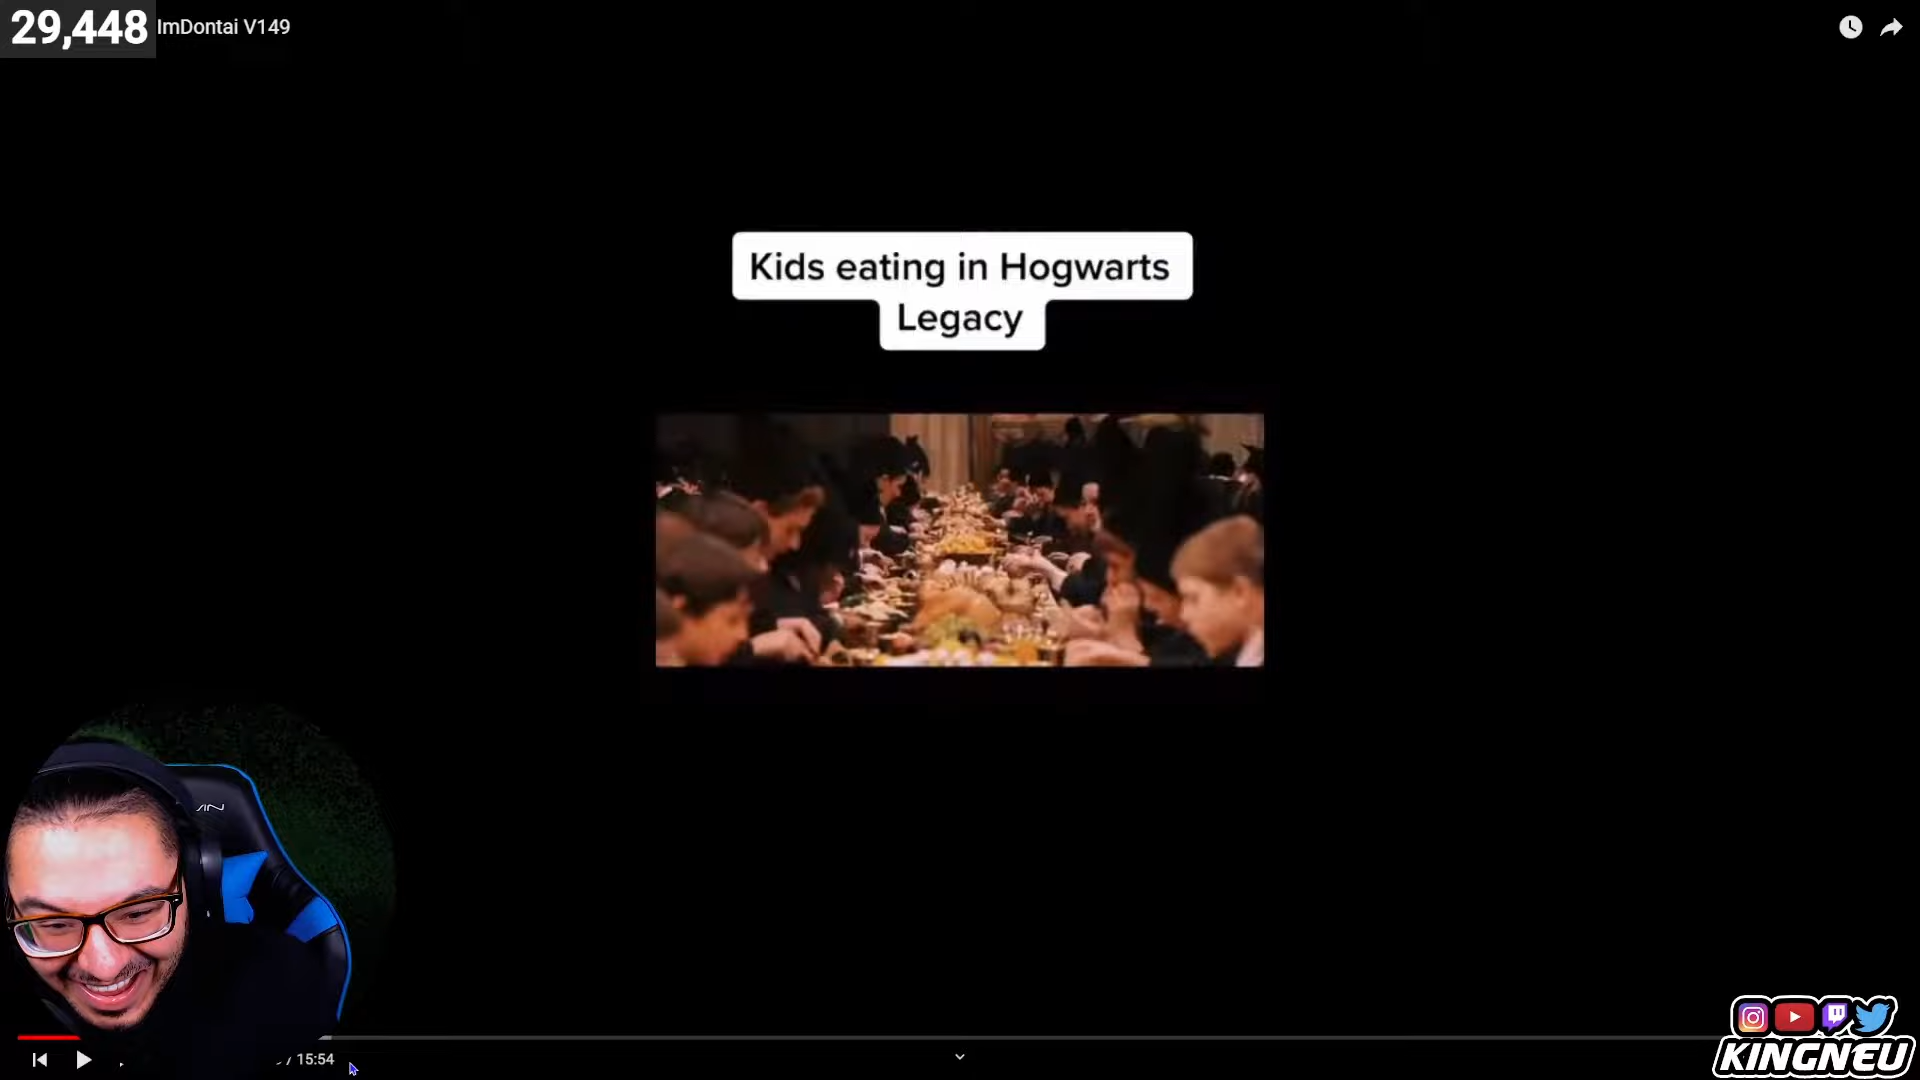 29,448
ImDontai V149
Kids eating in Hogwarts
Legacy
/ 15:54
KINGNEU